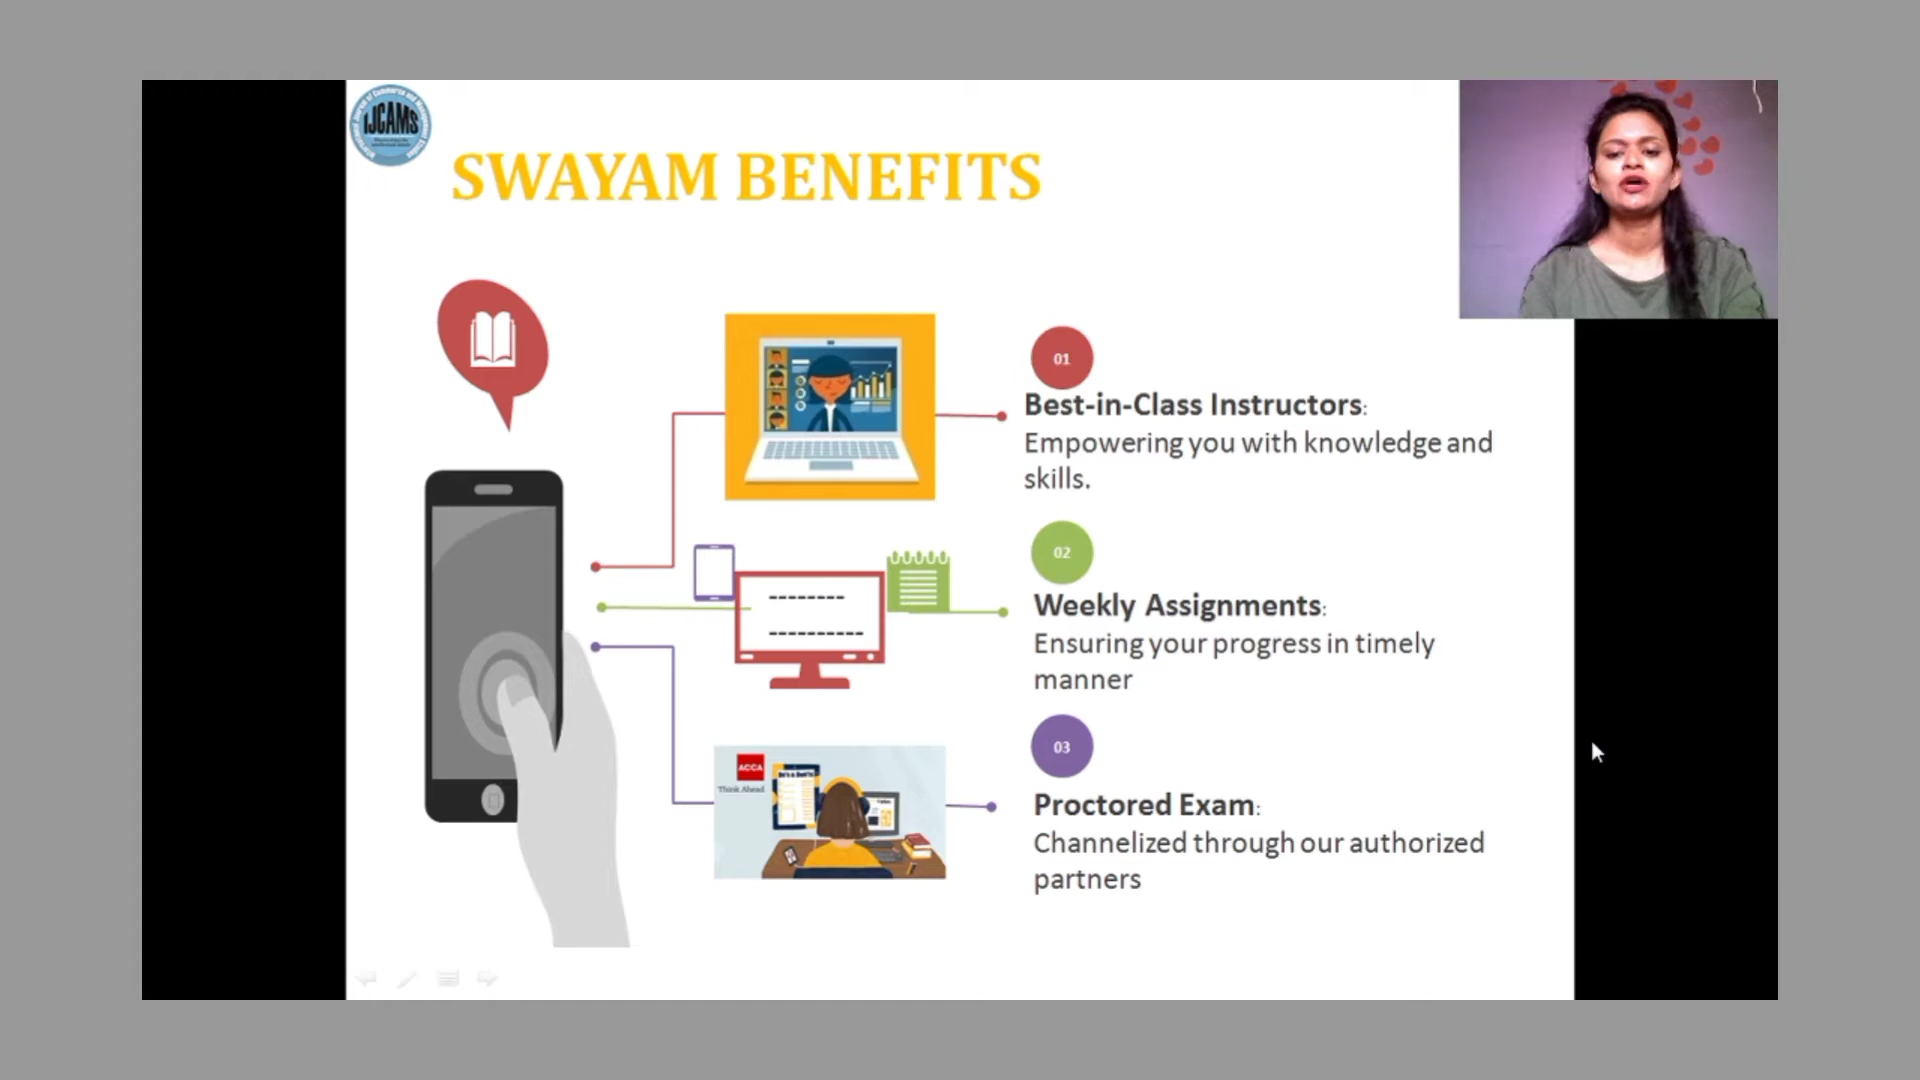 IJCAMS
SWAYAM BENEFITS
01
Best-in-Class Instructors:
Empowering you with knowledge and
skills.
02
Weekly Assignments:
Ensuring your progress in timely
manner
ACCA
Think Ahead
03
Proctored Exam:
Channelized through our authorized
partners